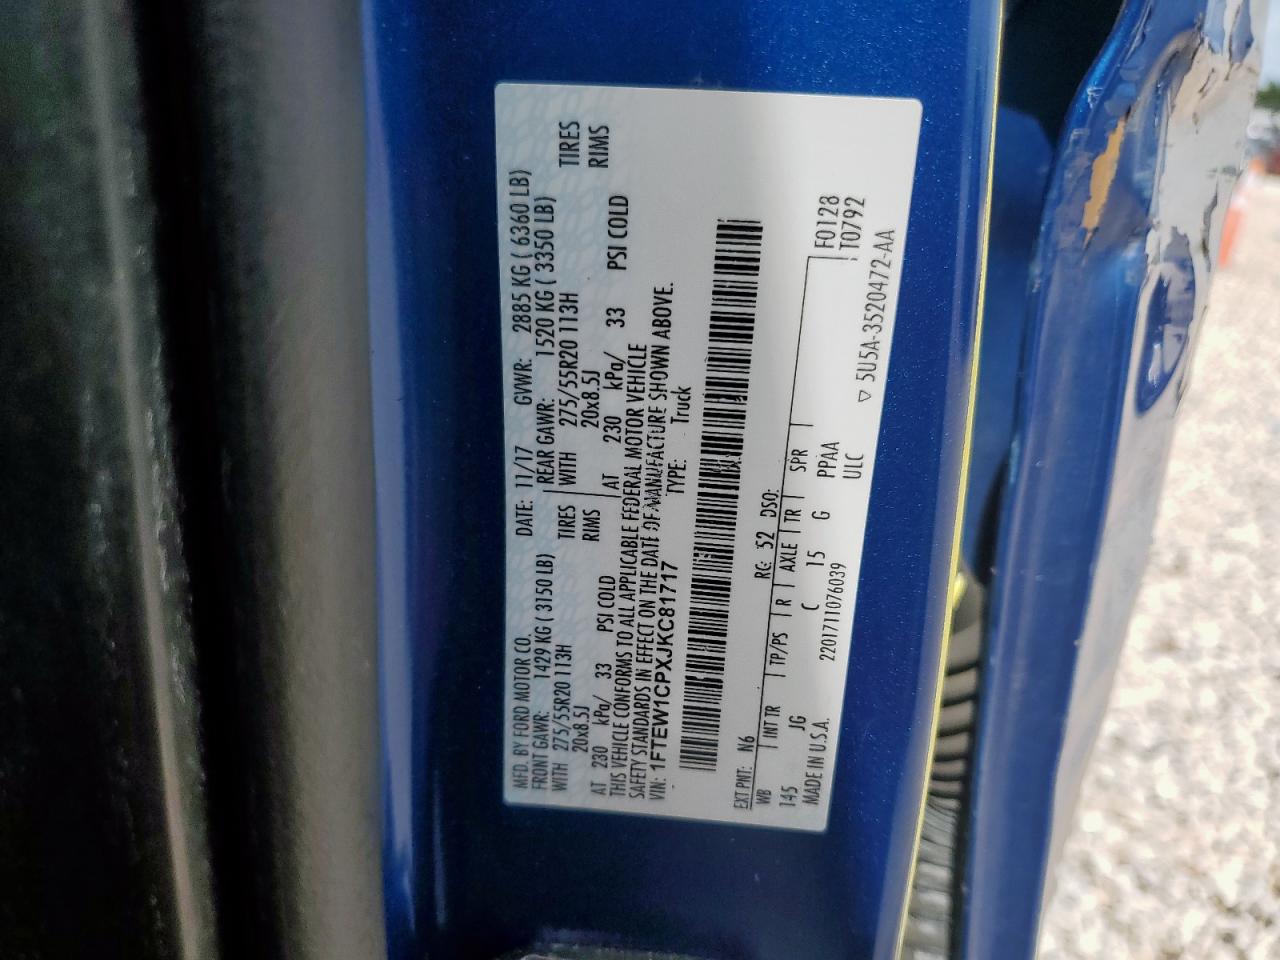 MFD. BY FORD MOTOR CO.
DATE: 11/17 GVWR: 2885 KG ( 6360 LB)
FRONT GAWR: 1429 KG ( 3150 LB) REAR GAWR: 1520 KG ( 3350 LB)
WITH 275/55R20 113H TIRES WITH 275/55R20 113H TIRES
20x8.5J RIMS 20x8.5J RIMS
AT 230 kPa/ 33 PSI COLD AT 230 kPa/ 33 PSI COLD
THIS VEHICLE CONFORMS TO ALL APPLICABLE FEDERAL MOTOR VEHICLE
SAFETY STANDARDS IN EFFECT ON THE DATE OF MANUFACTURE SHOWN ABOVE.
VIN: 1FTEW1CPXJKC81717 TYPE: Truck
EXT PNT: N6 RC: 52 DSO:
WB INT TR TP/PS R AXLE TR SPR F0128
145 JG C 15 G PPAA T0792
MADE IN U.S.A. 2201711076039 ULC ▽ 5U5A-3520472-AA